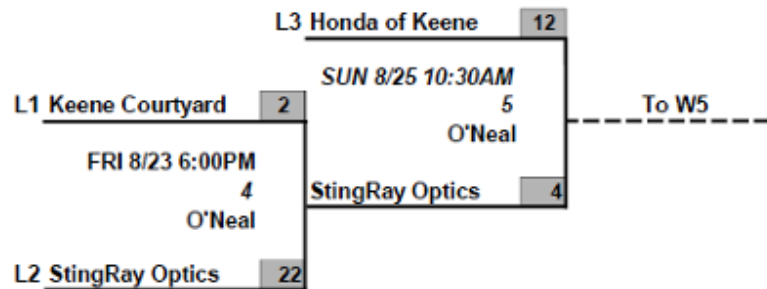 L3 Honda of Keene 12
SUN 8/25 10:30AM
L1 Keene Courtyard 2
5
To W5
O'Neal
FRI 8/23 6:00PM
4
StingRay Optics 4
O'Neal
L2 StingRay Optics 22